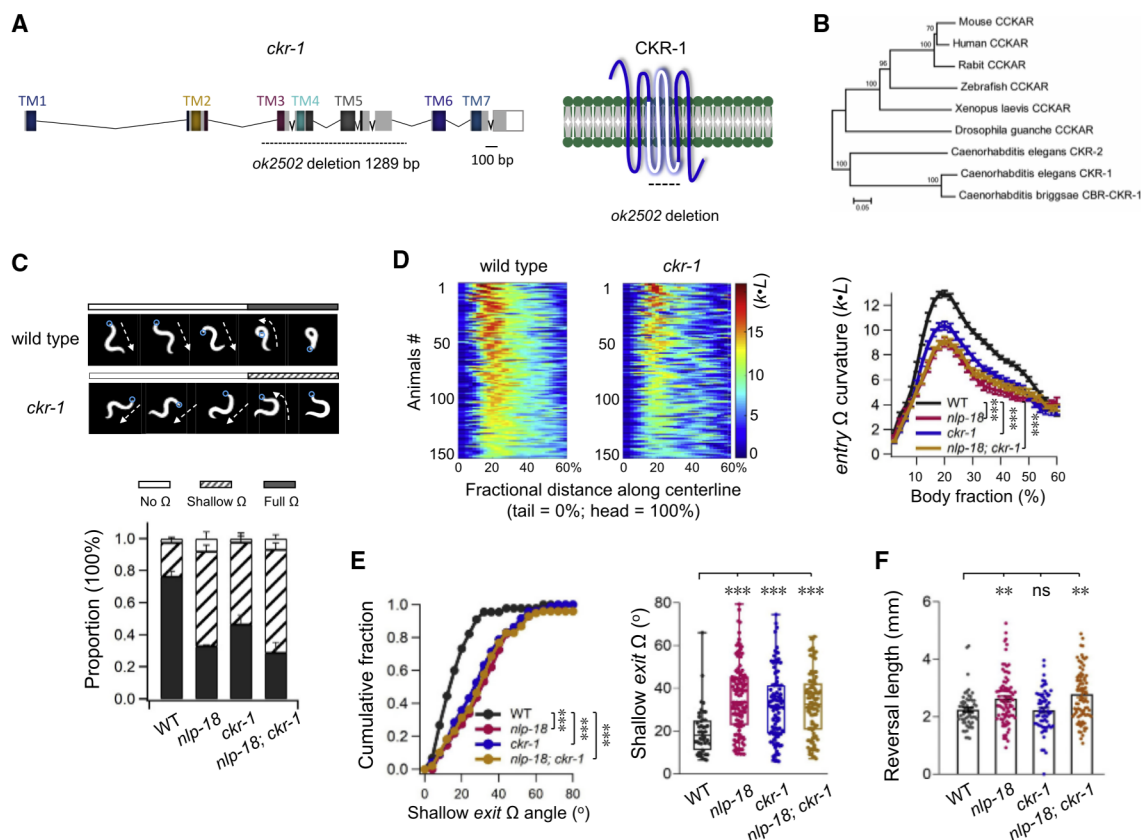 A
ckr-1
TM1
TM2
TM3
TM4
TM5
TM6
TM7
ok2502 deletion 1289 bp
100 bp
CKR-1
ok2502 deletion
B
70
Mouse CCKAR
100
Human CCKAR
95
Rabit CCKAR
100
Zebrafish CCKAR
Xenopus laevis CCKAR
Drosophila guanche CCKAR
100
Caenorhabditis elegans CKR-2
100
Caenorhabditis elegans CKR-1
Caenorhabditis briggsae CBR-CKR-1
0.05
C
wild type
ckr-1
No Ω
Shallow Ω
Full Ω
Proportion (100%)
1.0
0.8
0.6
0.4
0.2
0.0
WT
nlp-18
ckr-1
nlp-18; ckr-1
D
wild type
ckr-1
Animals #
1
50
100
150
0
20
40
60%
0
20
40
60%
(k•L)
15
10
5
0
Fractional distance along centerline
(tail = 0%; head = 100%)
entry Ω curvature (k•L)
12
10
8
6
4
2
0
WT
nlp-18
ckr-1
nlp-18; ckr-1
***
***
***
10 20 30 40 50 60
Body fraction (%)
E
Cumulative fraction
1.0
0.8
0.6
0.4
0.2
0.0
WT
nlp-18
ckr-1
nlp-18; ckr-1
***
***
***
0 20 40 60 80
Shallow exit Ω angle (o)
Shallow exit Ω (o)
80
60
40
20
0
*** *** ***
WT
nlp-18
ckr-1
nlp-18; ckr-1
F
Reversal length (mm)
6
4
2
0
** ns **
WT
nlp-18
ckr-1
nlp-18; ckr-1